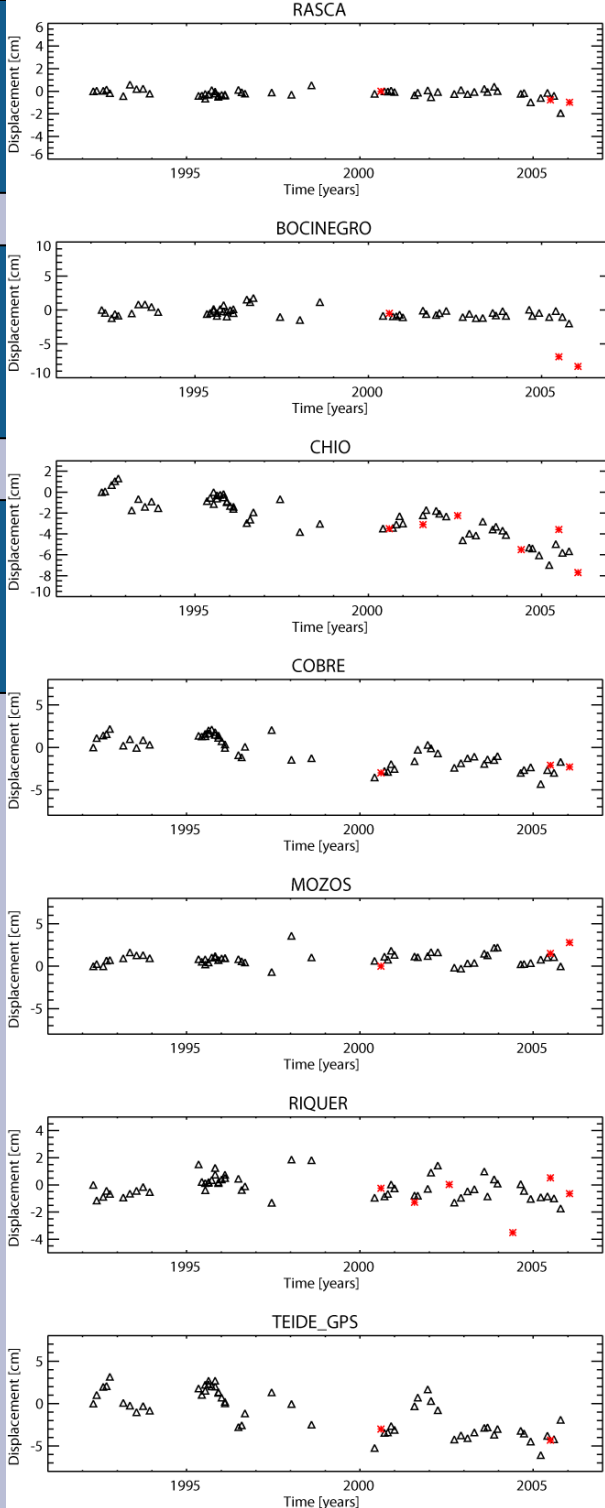 RASCA
Displacement [cm]
6
4
2
0
-2
-4
-6
1995 2000 2005
Time [years]
BOCINEGRO
Displacement [cm]
10
5
0
-5
-10
1995 2000 2005
Time [years]
CHIO
Displacement [cm]
2
0
-2
-4
-6
-8
-10
1995 2000 2005
Time [years]
COBRE
Displacement [cm]
5
0
-5
1995 2000 2005
Time [years]
MOZOS
Displacement [cm]
5
0
-5
1995 2000 2005
Time [years]
RIQUER
Displacement [cm]
4
2
0
-2
-4
1995 2000 2005
Time [years]
TEIDE_GPS
Displacement [cm]
5
0
-5
1995 2000 2005
Time [years]